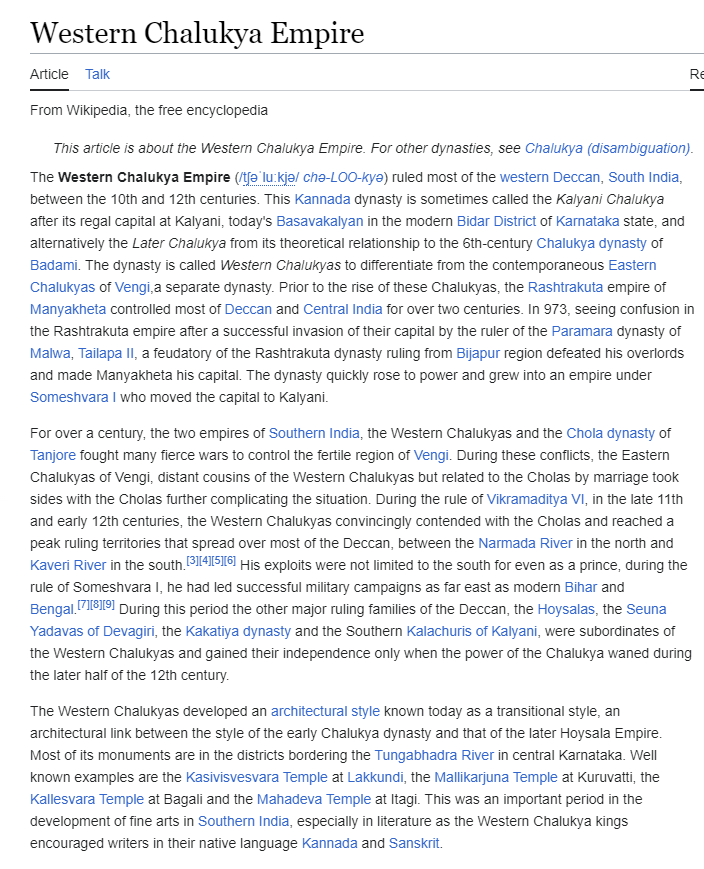 Western Chalukya Empire
Article Talk
Re
From Wikipedia, the free encyclopedia
This article is about the Western Chalukya Empire. For other dynasties, see Chalukya (disambiguation).
The Western Chalukya Empire (/tʃəˈluːkjə/ chə-LOO-kyə) ruled most of the western Deccan, South India,
between the 10th and 12th centuries. This Kannada dynasty is sometimes called the Kalyani Chalukya
after its regal capital at Kalyani, today's Basavakalyan in the modern Bidar District of Karnataka state, and
alternatively the Later Chalukya from its theoretical relationship to the 6th-century Chalukya dynasty of
Badami. The dynasty is called Western Chalukyas to differentiate from the contemporaneous Eastern
Chalukyas of Vengi,a separate dynasty. Prior to the rise of these Chalukyas, the Rashtrakuta empire of
Manyakheta controlled most of Deccan and Central India for over two centuries. In 973, seeing confusion in
the Rashtrakuta empire after a successful invasion of their capital by the ruler of the Paramara dynasty of
Malwa, Tailapa II, a feudatory of the Rashtrakuta dynasty ruling from Bijapur region defeated his overlords
and made Manyakheta his capital. The dynasty quickly rose to power and grew into an empire under
Someshvara I who moved the capital to Kalyani.
For over a century, the two empires of Southern India, the Western Chalukyas and the Chola dynasty of
Tanjore fought many fierce wars to control the fertile region of Vengi. During these conflicts, the Eastern
Chalukyas of Vengi, distant cousins of the Western Chalukyas but related to the Cholas by marriage took
sides with the Cholas further complicating the situation. During the rule of Vikramaditya VI, in the late 11th
and early 12th centuries, the Western Chalukyas convincingly contended with the Cholas and reached a
peak ruling territories that spread over most of the Deccan, between the Narmada River in the north and
Kaveri River in the south.[3][4][5][6] His exploits were not limited to the south for even as a prince, during the
rule of Someshvara I, he had led successful military campaigns as far east as modern Bihar and
Bengal.[7][8][9] During this period the other major ruling families of the Deccan, the Hoysalas, the Seuna
Yadavas of Devagiri, the Kakatiya dynasty and the Southern Kalachuris of Kalyani, were subordinates of
the Western Chalukyas and gained their independence only when the power of the Chalukya waned during
the later half of the 12th century.
The Western Chalukyas developed an architectural style known today as a transitional style, an
architectural link between the style of the early Chalukya dynasty and that of the later Hoysala Empire.
Most of its monuments are in the districts bordering the Tungabhadra River in central Karnataka. Well
known examples are the Kasivisvesvara Temple at Lakkundi, the Mallikarjuna Temple at Kuruvatti, the
Kallesvara Temple at Bagali and the Mahadeva Temple at Itagi. This was an important period in the
development of fine arts in Southern India, especially in literature as the Western Chalukya kings
encouraged writers in their native language Kannada and Sanskrit.